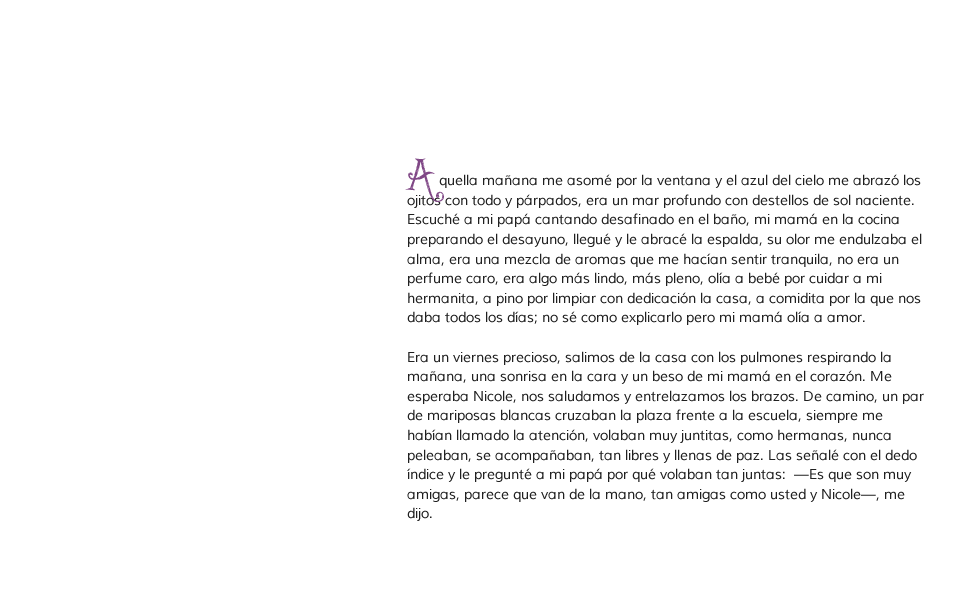 Aquella mañana me asomé por la ventana y el azul del cielo me abrazó los
ojitos con todo y párpados, era un mar profundo con destellos de sol naciente.
Escuché a mi papá cantando desafinado en el baño, mi mamá en la cocina
preparando el desayuno, llegué y le abracé la espalda, su olor me endulzaba el
alma, era una mezcla de aromas que me hacían sentir tranquila, no era un
perfume caro, era algo más lindo, más pleno, olía a bebé por cuidar a mi
hermanita, a pino por limpiar con dedicación la casa, a comidita por la que nos
daba todos los días; no sé como explicarlo pero mi mamá olía a amor.

Era un viernes precioso, salimos de la casa con los pulmones respirando la
mañana, una sonrisa en la cara y un beso de mi mamá en el corazón. Me
esperaba Nicole, nos saludamos y entrelazamos los brazos. De camino, un par
de mariposas blancas cruzaban la plaza frente a la escuela, siempre me
habían llamado la atención, volaban muy juntitas, como hermanas, nunca
peleaban, se acompañaban, tan libres y llenas de paz. Las señalé con el dedo
índice y le pregunté a mi papá por qué volaban tan juntas:  —Es que son muy
amigas, parece que van de la mano, tan amigas como usted y Nicole—, me
dijo.